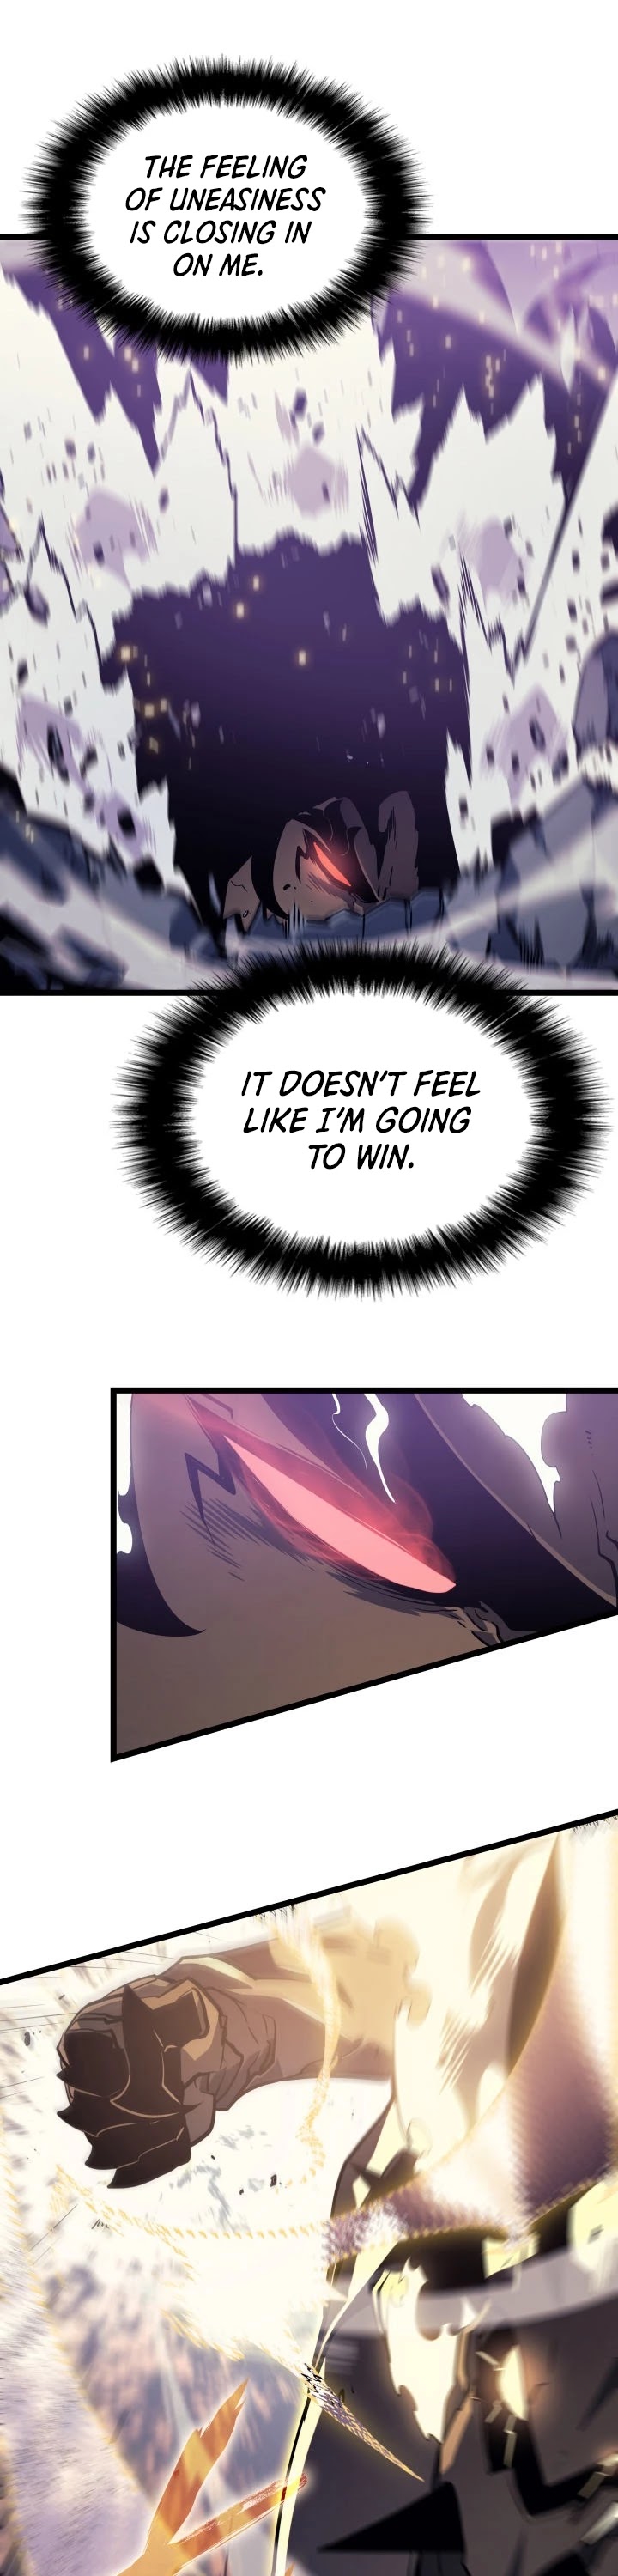 THE FEELING
OF UNEASINESS
IS CLOSING IN
ON ME.
IT DOESN'T FEEL
LIKE I'M GOING
TO WIN.